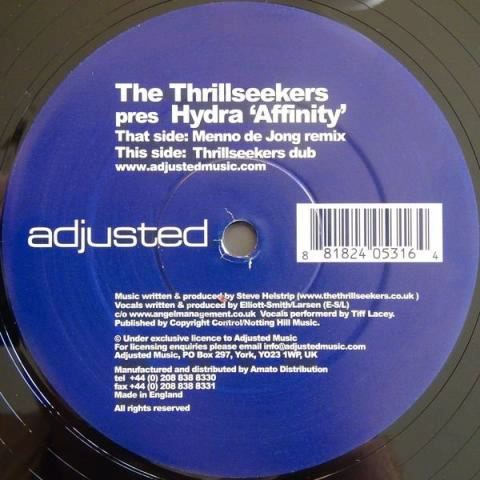 The Thrillseekers
pres Hydra 'Affinity'
That side: Menno de Jong remix
This side: Thrillseekers dub
www.adjustedmusic.com
adjusted
8 81824 05316 4
Music written & produced by Steve Helstrip (www.thethrillseekers.co.uk )
Vocals written & produced by Elliott-Smith/Larsen (E-S/L)
c/o www.angelmanagement.co.uk Vocals performerd by Tiff Lacey.
Published by Copyright Control/Notting Hill Music.
© Under exclusive licence to Adjusted Music
For licensing enquiries please email info@adjustedmusic.com
Adjusted Music, PO Box 297, York, YO23 1WP, UK
Manufactured and distributed by Amato Distribution
tel +44 (0) 208 838 8330
fax +44 (0) 208 838 8331
Made in England
All rights reserved